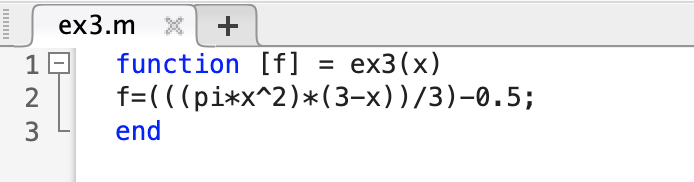 ex3.m
1 function [f] = ex3(x)
2 f=(((pi*x^2)*(3-x))/3)-0.5;
3 end